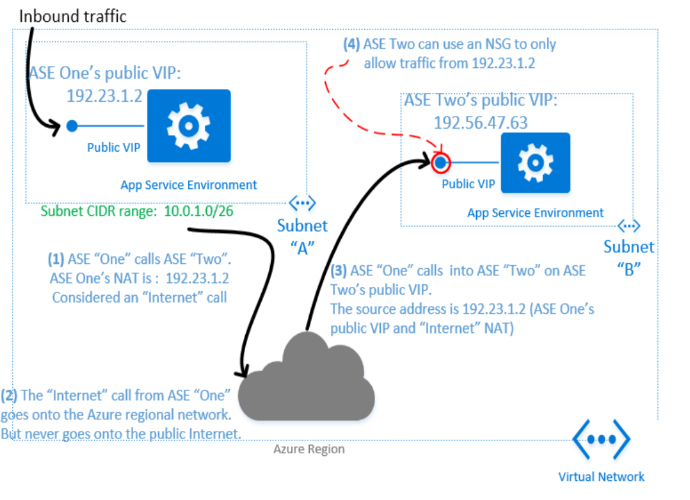 Inbound traffic
ASE One's public VIP:
192.23.1.2
Public VIP
App Service Environment
Subnet CIDR range: 10.0.1.0/26
Subnet
"A"
(4) ASE Two can use an NSG to only
allow traffic from 192.23.1.2
ASE Two's public VIP:
192.56.47.63
Public VIP
App Service Environment
Subnet
"B"
(1) ASE "One" calls ASE "Two".
ASE One's NAT is : 192.23.1.2
Considered an "Internet" call
(3) ASE "One" calls into ASE "Two" on ASE
Two's public VIP.
The source address is 192.23.1.2 (ASE One's
public VIP and "Internet" NAT)
(2) The "Internet" call from ASE "One"
goes onto the Azure regional network.
But never goes onto the public Internet.
Azure Region
Virtual Network